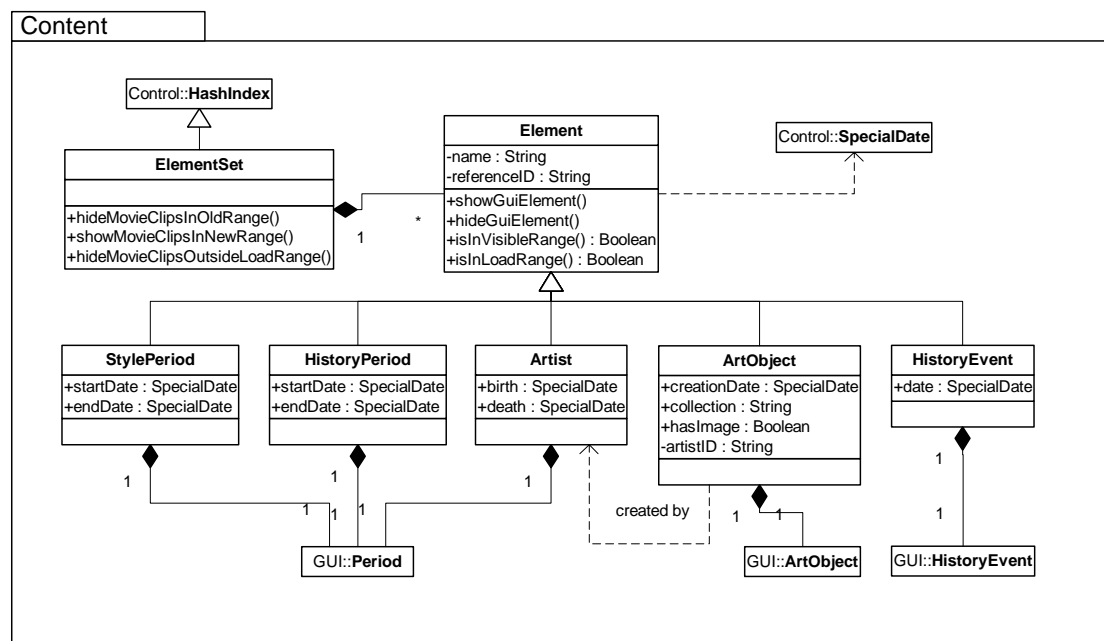 Content
Control::HashIndex
ElementSet
+hideMovieClipsInOldRange()
+showMovieClipsInNewRange()
+hideMovieClipsOutsideLoadRange()
1
*
Element
-name : String
-referenceID : String
+showGuiElement()
+hideGuiElement()
+isInVisibleRange() : Boolean
+isInLoadRange() : Boolean
Control::SpecialDate
StylePeriod
+startDate : SpecialDate
+endDate : SpecialDate
HistoryPeriod
+startDate : SpecialDate
+endDate : SpecialDate
Artist
+birth : SpecialDate
+death : SpecialDate
ArtObject
+creationDate : SpecialDate
+collection : String
+hasImage : Boolean
-artistID : String
HistoryEvent
+date : SpecialDate
1
1
1
1
1
1
created by
1
1
1
1
GUI::Period
GUI::ArtObject
GUI::HistoryEvent